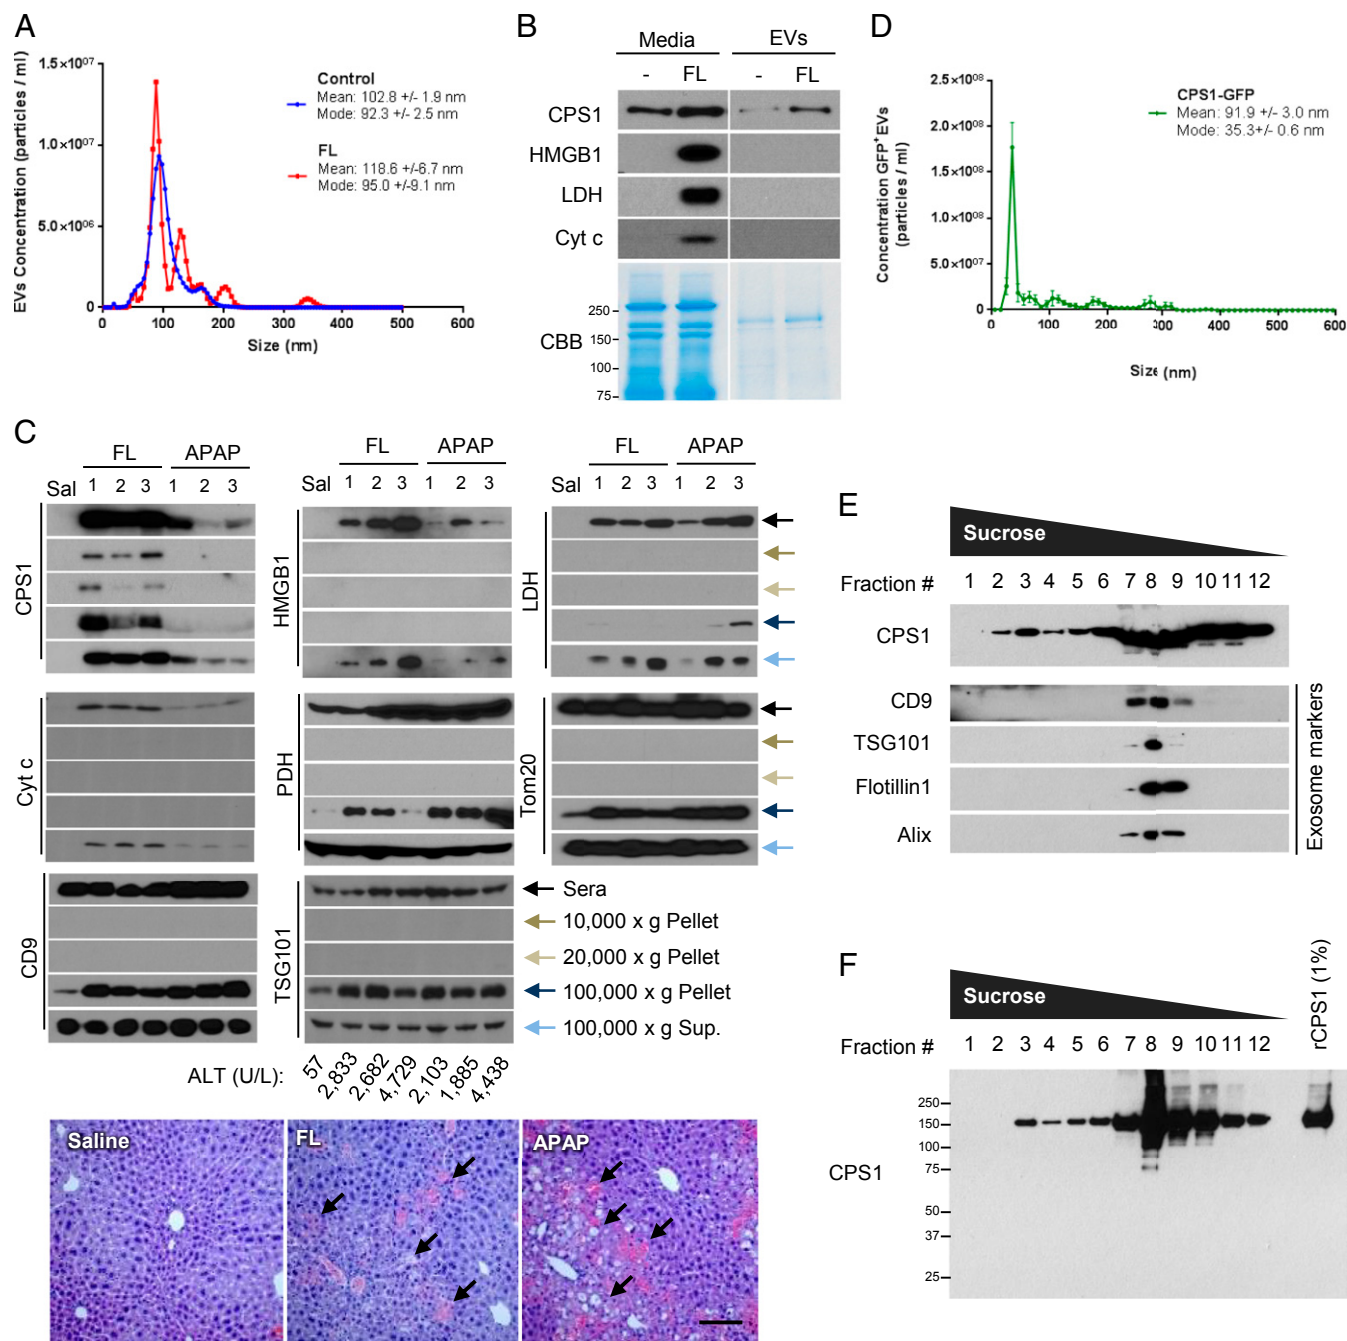 A
EVs Concentration (particles / ml)
1.5×10⁰⁷
1.0×10⁰⁷
5.0×10⁰⁶
0
0 100 200 300 400 500 600
Size (nm)
Control
Mean: 102.8 +/- 1.9 nm
Mode: 92.3 +/- 2.5 nm
FL
Mean: 118.6 +/-6.7 nm
Mode: 95.0 +/-9.1 nm
B
Media EVs
- FL - FL
CPS1
HMGB1
LDH
Cyt c
CBB
250
150
100
75
D
Concentration GFP⁺ EVs
(particles / ml)
2.5×10⁰⁸
2.0×10⁰⁸
1.5×10⁰⁸
1.0×10⁰⁸
5.0×10⁰⁷
0
0 100 200 300 400 500 600
Size (nm)
CPS1-GFP
Mean: 91.9 +/- 3.0 nm
Mode: 35.3+/- 0.6 nm
C
FL APAP
Sal 1 2 3 1 2 3
CPS1
FL APAP
Sal 1 2 3 1 2 3
HMGB1
FL APAP
Sal 1 2 3 1 2 3
LDH
Cyt c
PDH
Tom20
CD9
TSG101
Sera
10,000 x g Pellet
20,000 x g Pellet
100,000 x g Pellet
100,000 x g Sup.
ALT (U/L): 57 2,833 2,682 4,729 2,103 1,885 4,438
Saline
FL
APAP
E
Sucrose
Fraction # 1 2 3 4 5 6 7 8 9 10 11 12
CPS1
CD9
TSG101
Flotillin1
Alix
Exosome markers
F
Sucrose
rCPS1 (1%)
Fraction # 1 2 3 4 5 6 7 8 9 10 11 12
CPS1
250
150
100
75
50
37
25